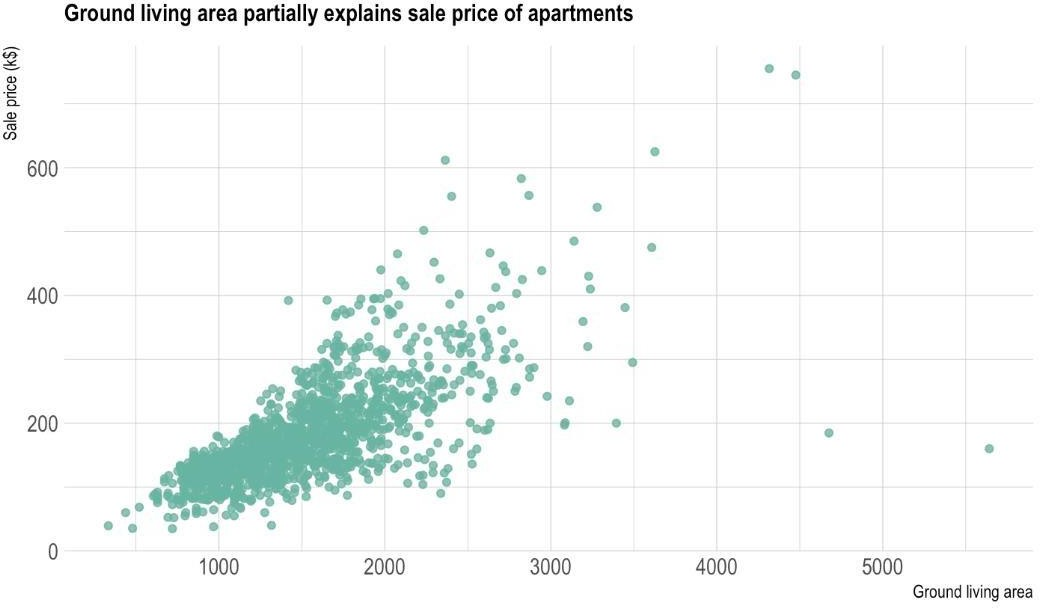 Ground living area partially explains sale price of apartments
Sale price (k$)
600
400
200
0
1000 2000 3000 4000 5000
Ground living area